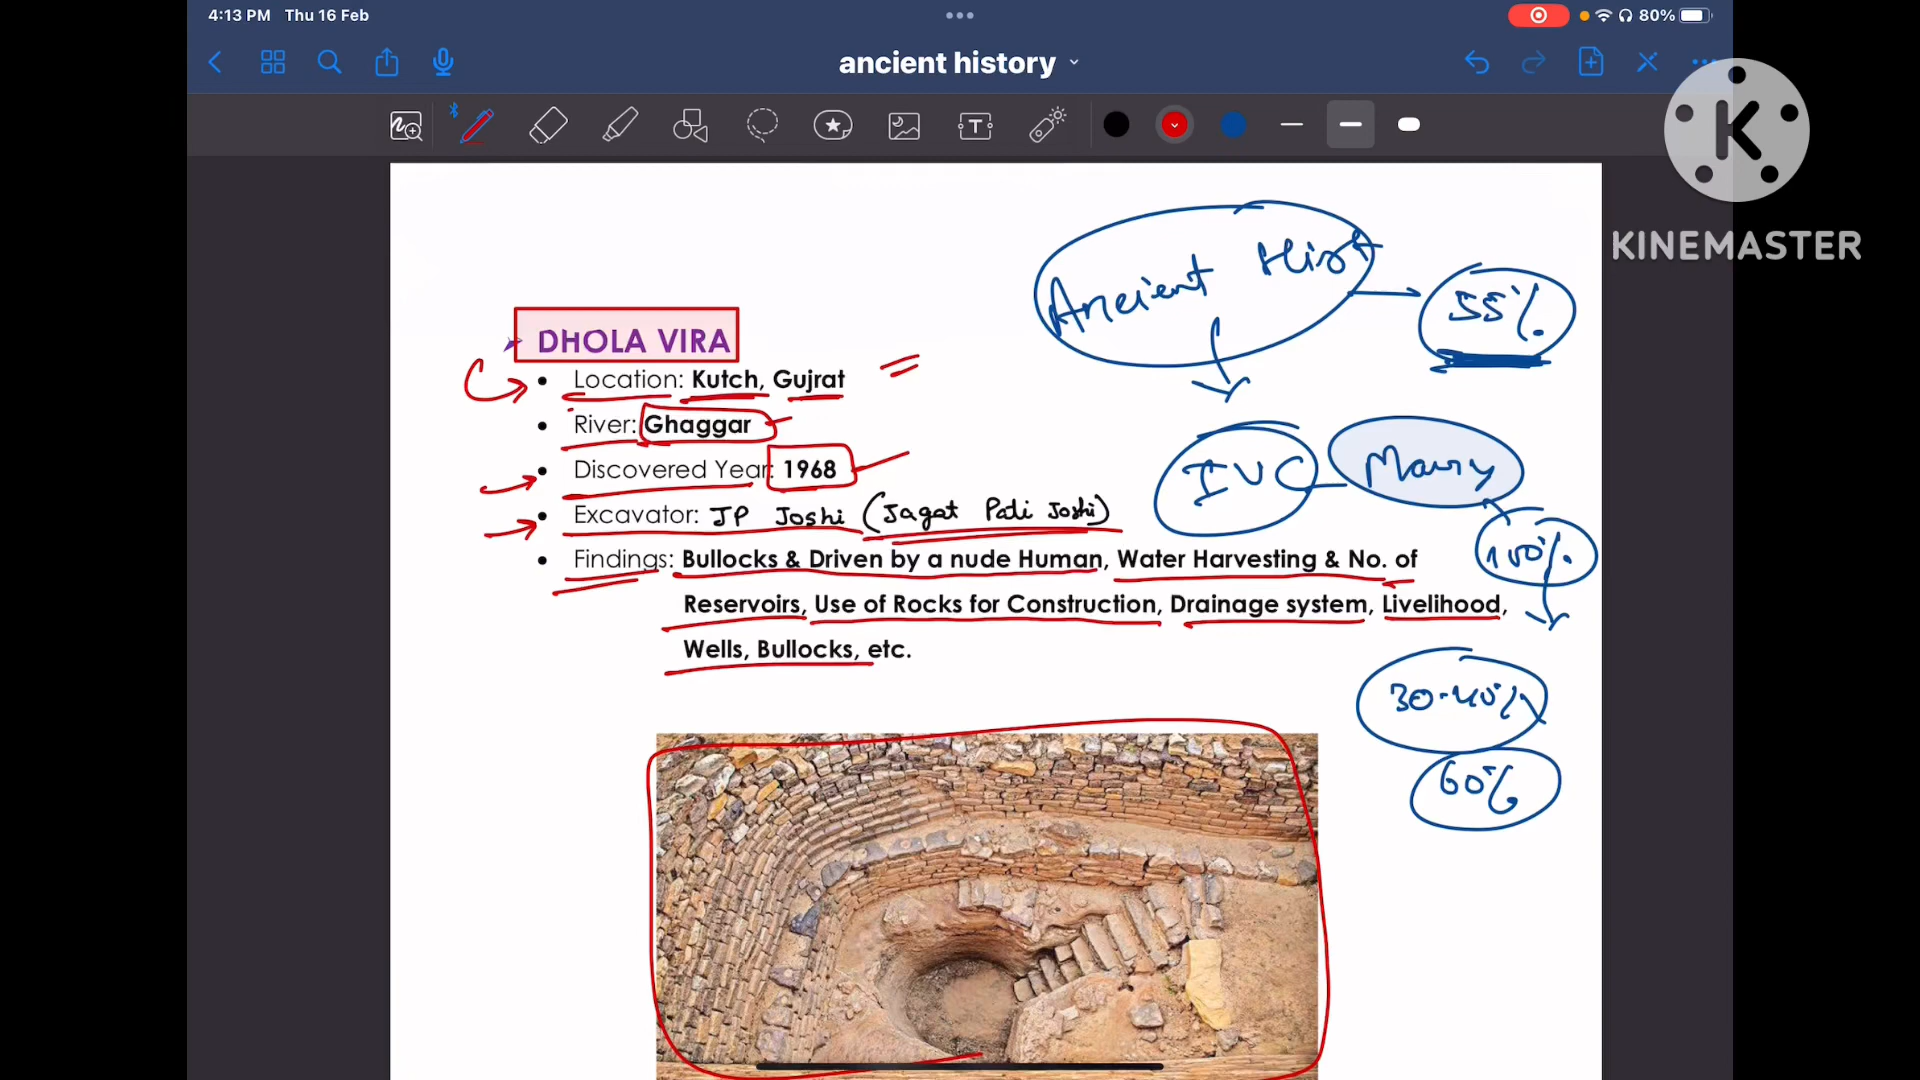 4:13 PM Thu 16 Feb
80%
ancient history
T
K
KINEMASTER
Ancient Hist
55%
DHOLA VIRA
Location: Kutch, Gujrat
River: Ghaggar
Discovered Year: 1968
IVC
Excavator: JP Joshi (Jagat Pati Joshi)
100%
Findings: Bullocks & Driven by a nude Human, Water Harvesting & No. of
Reservoirs, Use of Rocks for Construction, Drainage system, Livelihood,
Wells, Bullocks, etc.
30-40%
60%